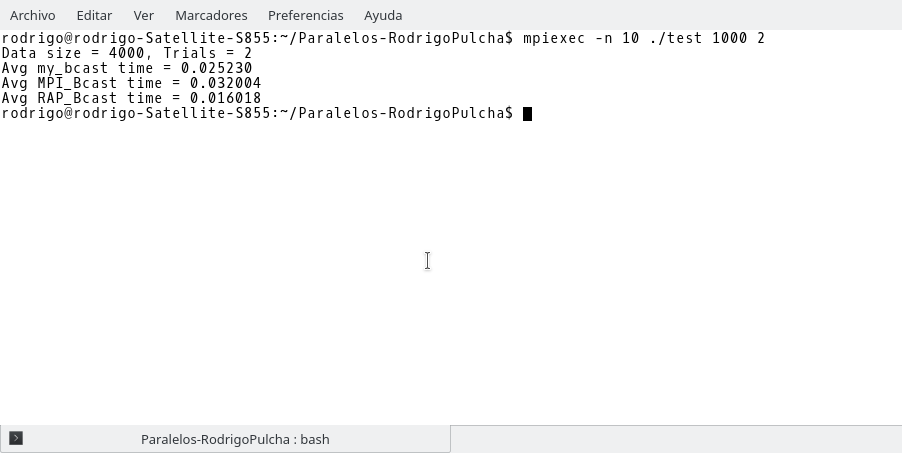 Archivo Editar Ver Marcadores Preferencias Ayuda
rodrigo@rodrigo-Satellite-S855:~/Paralelos-RodrigoPulcha$ mpiexec -n 10 ./test 1000 2
Data size = 4000, Trials = 2
Avg my_bcast time = 0.025230
Avg MPI_Bcast time = 0.032004
Avg RAP_Bcast time = 0.016018
rodrigo@rodrigo-Satellite-S855:~/Paralelos-RodrigoPulcha$
Paralelos-RodrigoPulcha : bash